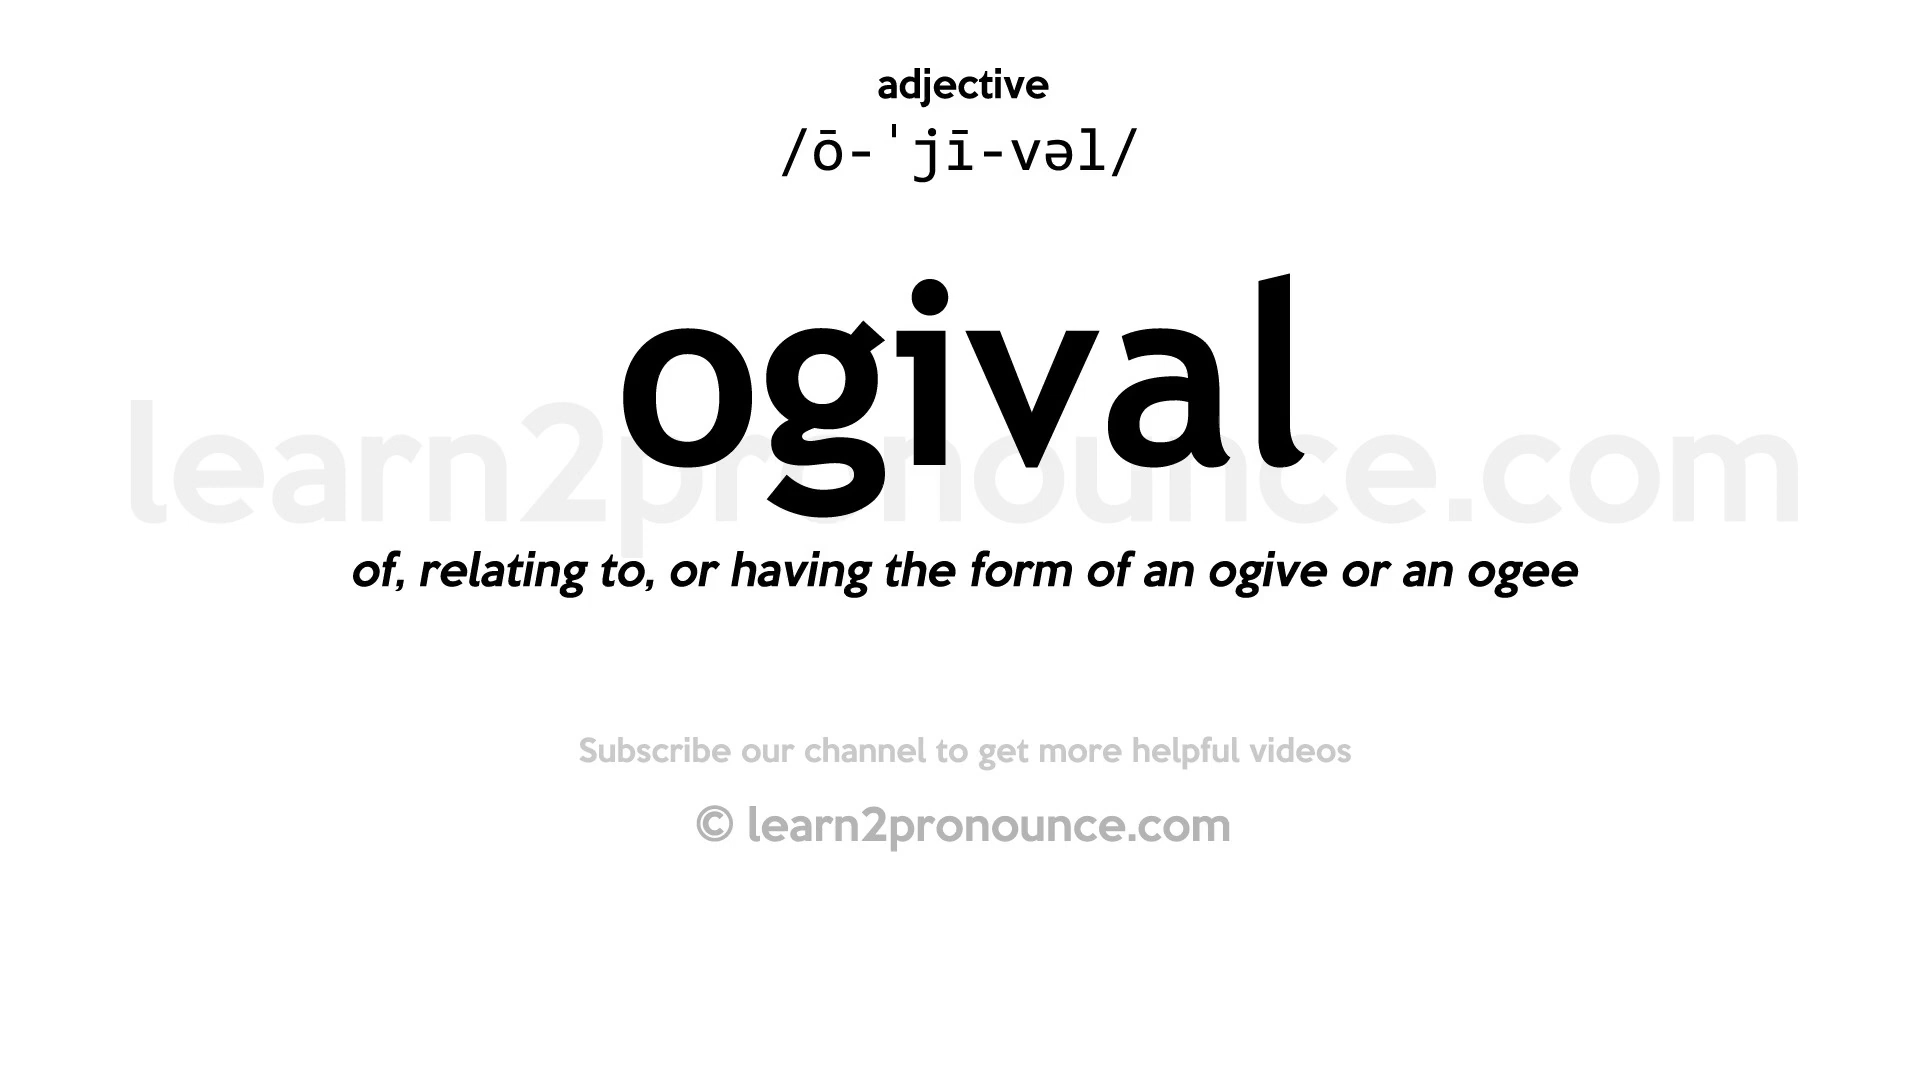 adjective
/ō-ˈjī-vəl/
ogival
learn2pronounce.com
of, relating to, or having the form of an ogive or an ogee
Subscribe our channel to get more helpful videos
© learn2pronounce.com